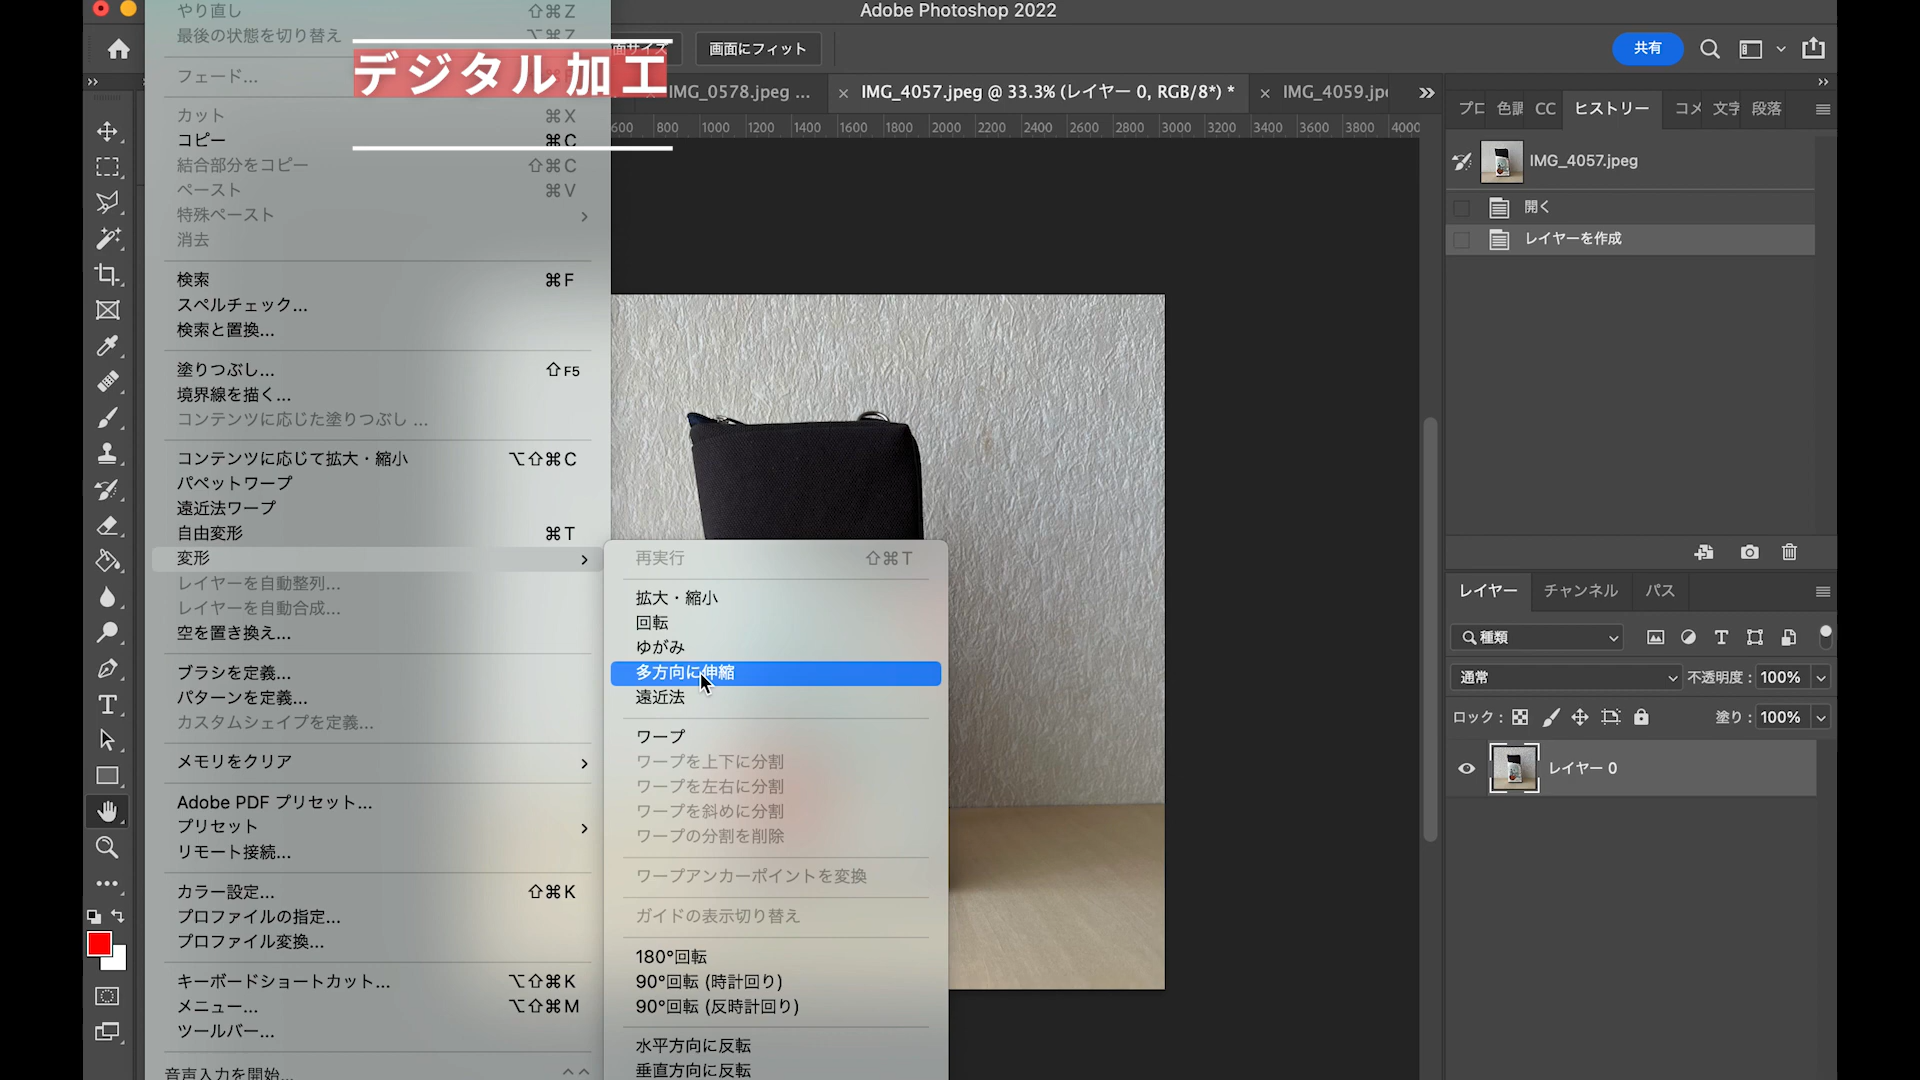 Adobe Photoshop 2022
デジタル加工
面サイズ
画面にフィット
共有
IMG_0578.jpeg ...
× IMG_4057.jpeg @ 33.3% (レイヤー 0, RGB/8*) *
× IMG_4059.jp
600 800 1000 1200 1400 1600 1800 2000 2200 2400 2600 2800 3000 3200 3400 3600 3800 4000
やり直し ⇧⌘Z
最後の状態を切り替え ⌥⌘Z
フェード...
カット ⌘X
コピー ⌘C
結合部分をコピー ⇧⌘C
ペースト ⌘V
特殊ペースト >
消去
検索 ⌘F
スペルチェック...
検索と置換...
塗りつぶし... ⇧F5
境界線を描く...
コンテンツに応じた塗りつぶし ...
コンテンツに応じて拡大・縮小 ⌥⇧⌘C
パペットワープ
遠近法ワープ
自由変形 ⌘T
変形 >
レイヤーを自動整列...
レイヤーを自動合成...
空を置き換え...
ブラシを定義...
パターンを定義...
カスタムシェイプを定義...
メモリをクリア >
Adobe PDF プリセット...
プリセット >
リモート接続...
カラー設定... ⇧⌘K
プロファイルの指定...
プロファイル変換...
キーボードショートカット... ⌥⇧⌘K
メニュー... ⌥⇧⌘M
ツールバー...
音声入力を開始...
再実行 ⇧⌘T
拡大・縮小
回転
ゆがみ
多方向に伸縮
遠近法
ワープ
ワープを上下に分割
ワープを左右に分割
ワープを斜めに分割
ワープの分割を削除
ワープアンカーポイントを変換
ガイドの表示切り替え
180°回転
90°回転 (時計回り)
90°回転 (反時計回り)
水平方向に反転
垂直方向に反転
プロ 色調 CC ヒストリー コメ 文字 段落
IMG_4057.jpeg
開く
レイヤーを作成
レイヤー チャンネル パス
種類
通常 不透明度 : 100%
ロック : 塗り : 100%
レイヤー 0